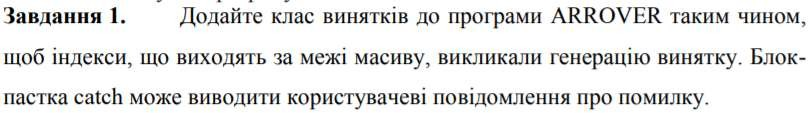 Завдання 1. Додайте клас винятків до програми ARROVER таким чином,
щоб індекси, що виходять за межі масиву, викликали генерацію винятку. Блок-
пастка catch може виводити користувачеві повідомлення про помилку.